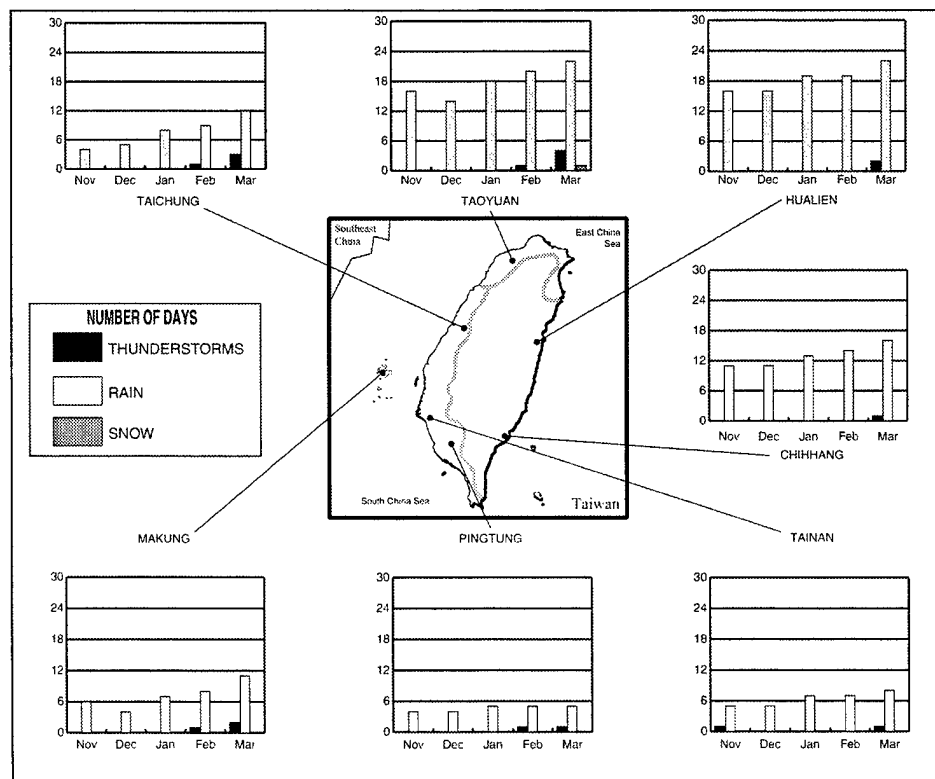 30
24
18
12
6
0
Nov Dec Jan Feb Mar
TAICHUNG
30
24
18
12
6
0
Nov Dec Jan Feb Mar
TAOYUAN
30
24
18
12
6
0
Nov Dec Jan Feb Mar
HUALIEN
Southeast
China
East China
Sea
South China Sea
Taiwan
NUMBER OF DAYS
THUNDERSTORMS
RAIN
SNOW
30
24
18
12
6
0
Nov Dec Jan Feb Mar
CHIHHANG
MAKUNG
30
24
18
12
6
0
Nov Dec Jan Feb Mar
PINGTUNG
30
24
18
12
6
0
Nov Dec Jan Feb Mar
TAINAN
30
24
18
12
6
0
Nov Dec Jan Feb Mar